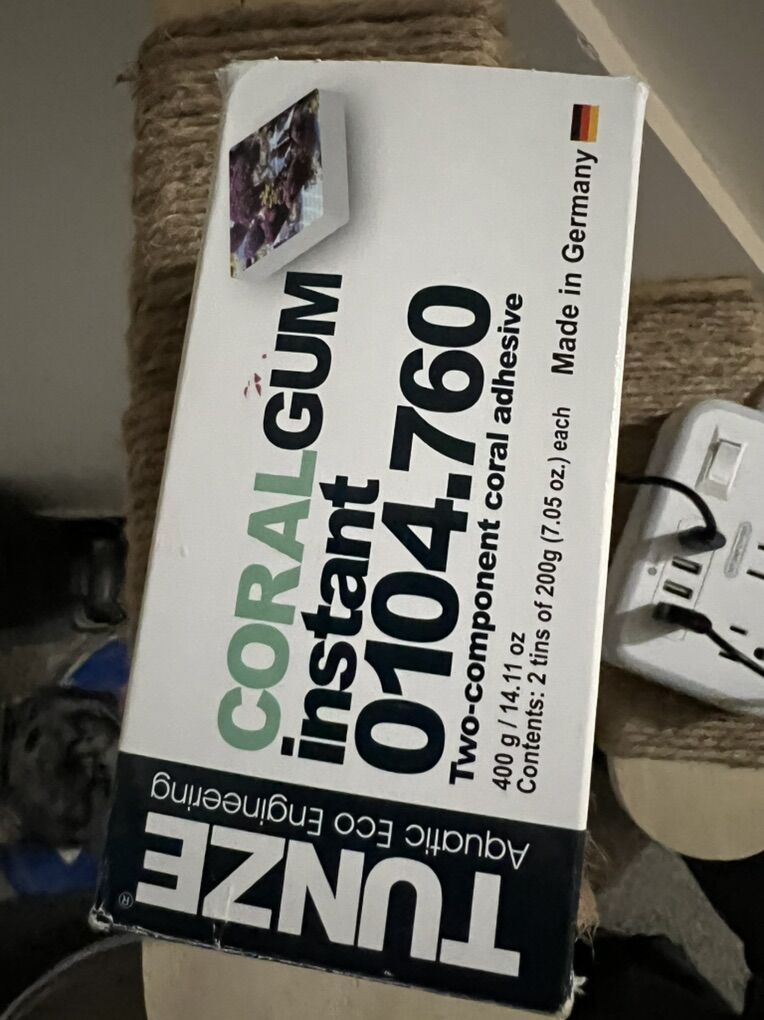 TUNZE®
Aquatic Eco Engineering
CORALGUM
instant
0104.760
Two-component coral adhesive
400 g / 14.11 oz
Contents: 2 tins of 200g (7.05 oz.) each
Made in Germany